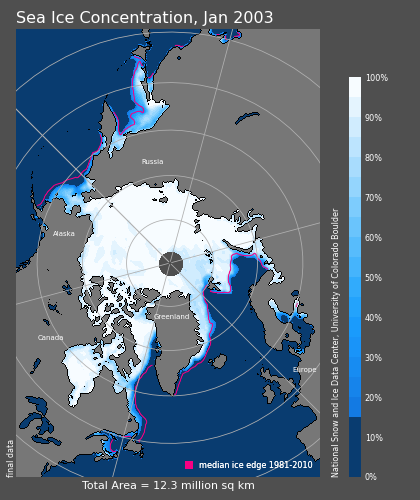 Sea Ice Concentration, Jan 2003
Russia
Alaska
Canada
Greenland
Europe
median ice edge 1981-2010
final data
Total Area = 12.3 million sq km
National Snow and Ice Data Center, University of Colorado Boulder
100%
90%
80%
70%
60%
50%
40%
30%
20%
10%
0%